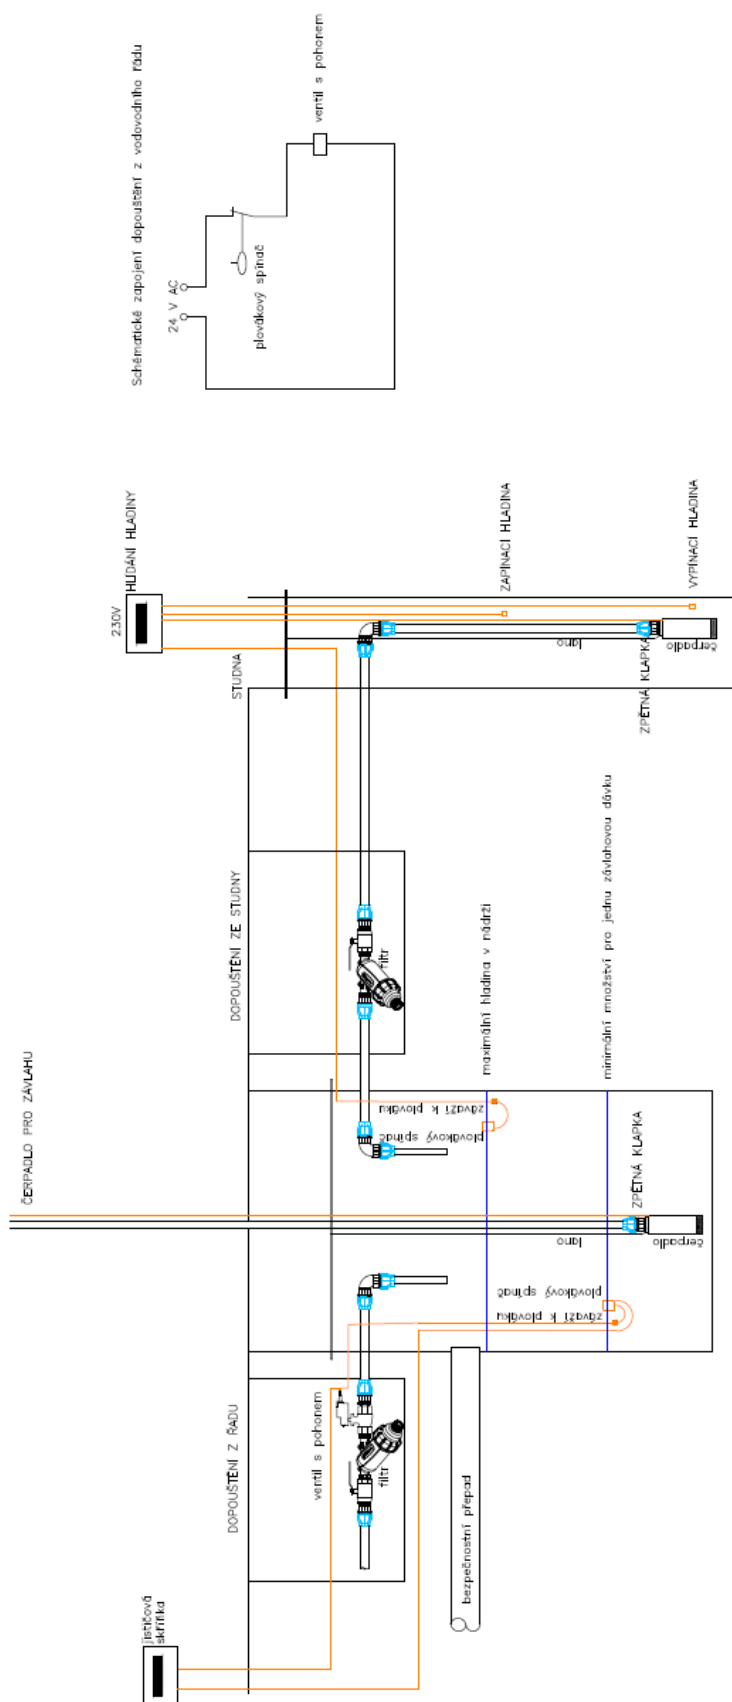 Schématické zapojení dopouštění z vodovodního řádu
24 V AC
plovákový spínač
ventil s pohonem
230V
HLÍDÁNÍ HLADINY
STUDNA
ZAPÍNACÍ HLADINA
VYPÍNACÍ HLADINA
lano
čerpadlo
ZPĚTNÁ KLAPKA
DOPOUŠTĚNÍ ZE STUDNY
filtr
maximální hladina v nádrži
minimální množství pro jednu závlahovou dávku
ČERPADLO PRO ZÁVLAHU
plovákový spínač
závaží k plováku
lano
čerpadlo
ZPĚTNÁ KLAPKA
plovákový spínač
závaží k plováku
DOPOUŠTĚNÍ Z ŘADU
ventil s pohonem
filtr
bezpečnostní přepad
jističová
skříňka